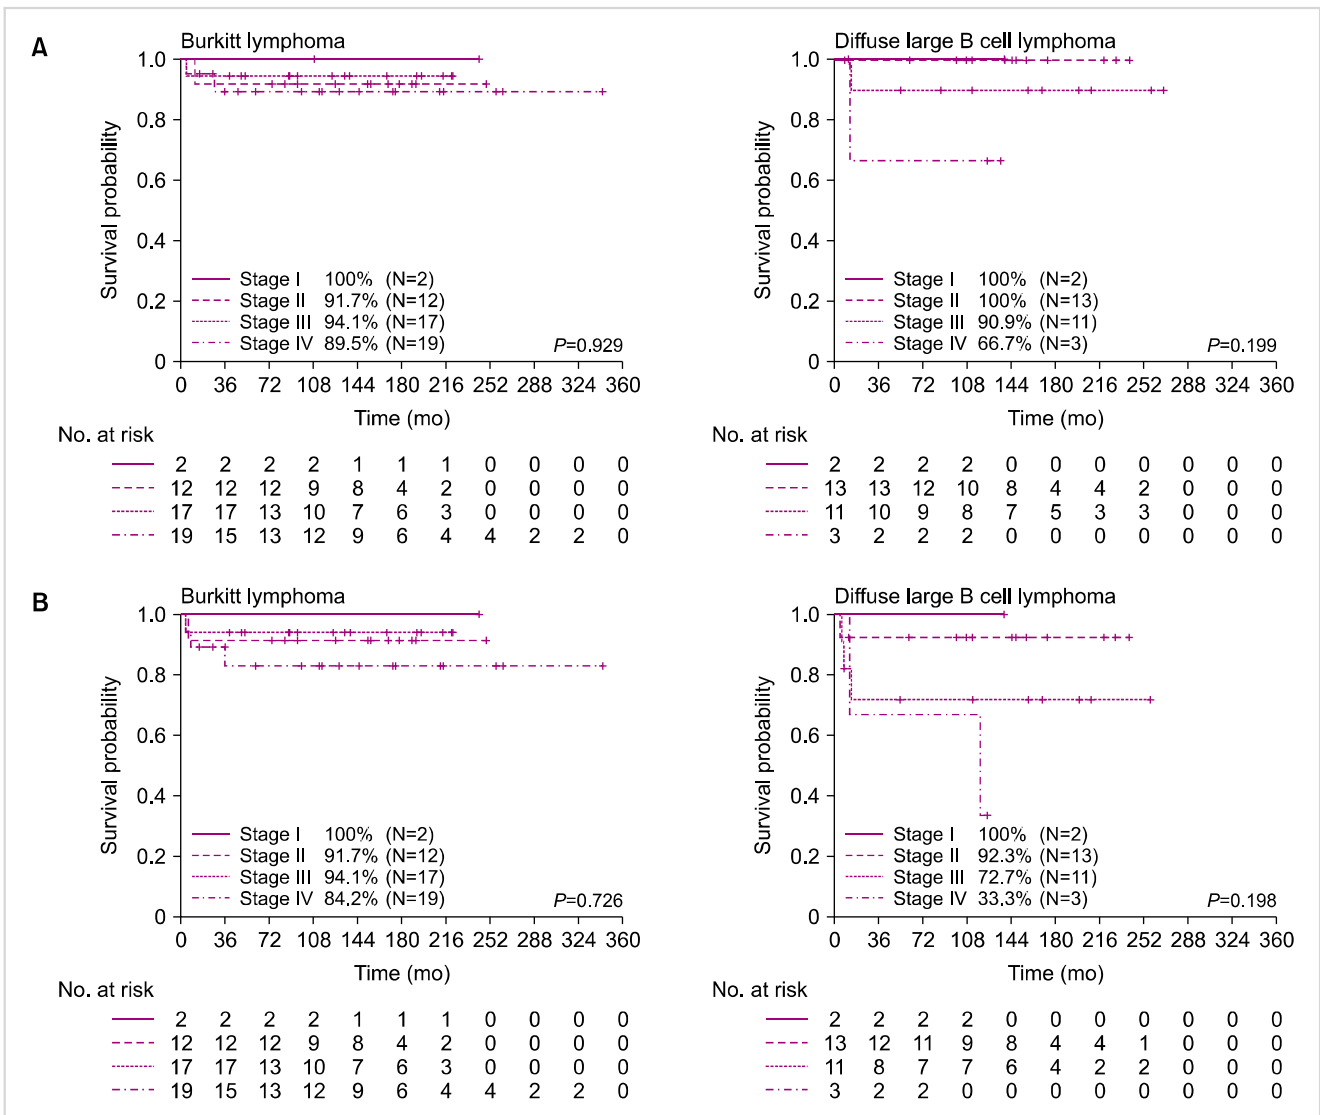 A
Burkitt lymphoma
Survival probability
1.0
0.8
0.6
0.4
0.2
0
Stage I 100% (N=2)
Stage II 91.7% (N=12)
Stage III 94.1% (N=17)
Stage IV 89.5% (N=19)
P=0.929
0 36 72 108 144 180 216 252 288 324 360
Time (mo)
No. at risk
2 2 2 2 1 1 1 0 0 0 0
12 12 12 9 8 4 2 0 0 0 0
17 17 13 10 7 6 3 0 0 0 0
19 15 13 12 9 6 4 4 2 2 0
Diffuse large B cell lymphoma
Survival probability
1.0
0.8
0.6
0.4
0.2
0
Stage I 100% (N=2)
Stage II 100% (N=13)
Stage III 90.9% (N=11)
Stage IV 66.7% (N=3)
P=0.199
0 36 72 108 144 180 216 252 288 324 360
Time (mo)
No. at risk
2 2 2 2 0 0 0 0 0 0 0
13 13 12 10 8 4 4 2 0 0 0
11 10 9 8 7 5 3 3 0 0 0
3 2 2 2 0 0 0 0 0 0 0
B
Burkitt lymphoma
Survival probability
1.0
0.8
0.6
0.4
0.2
0
Stage I 100% (N=2)
Stage II 91.7% (N=12)
Stage III 94.1% (N=17)
Stage IV 84.2% (N=19)
P=0.726
0 36 72 108 144 180 216 252 288 324 360
Time (mo)
No. at risk
2 2 2 2 1 1 1 0 0 0 0
12 12 12 9 8 4 2 0 0 0 0
17 17 13 10 7 6 3 0 0 0 0
19 15 13 12 9 6 4 4 2 2 0
Diffuse large B cell lymphoma
Survival probability
1.0
0.8
0.6
0.4
0.2
0
Stage I 100% (N=2)
Stage II 92.3% (N=13)
Stage III 72.7% (N=11)
Stage IV 33.3% (N=3)
P=0.198
0 36 72 108 144 180 216 252 288 324 360
Time (mo)
No. at risk
2 2 2 2 0 0 0 0 0 0 0
13 12 11 9 8 4 4 1 0 0 0
11 8 7 7 6 4 2 2 0 0 0
3 2 2 0 0 0 0 0 0 0 0